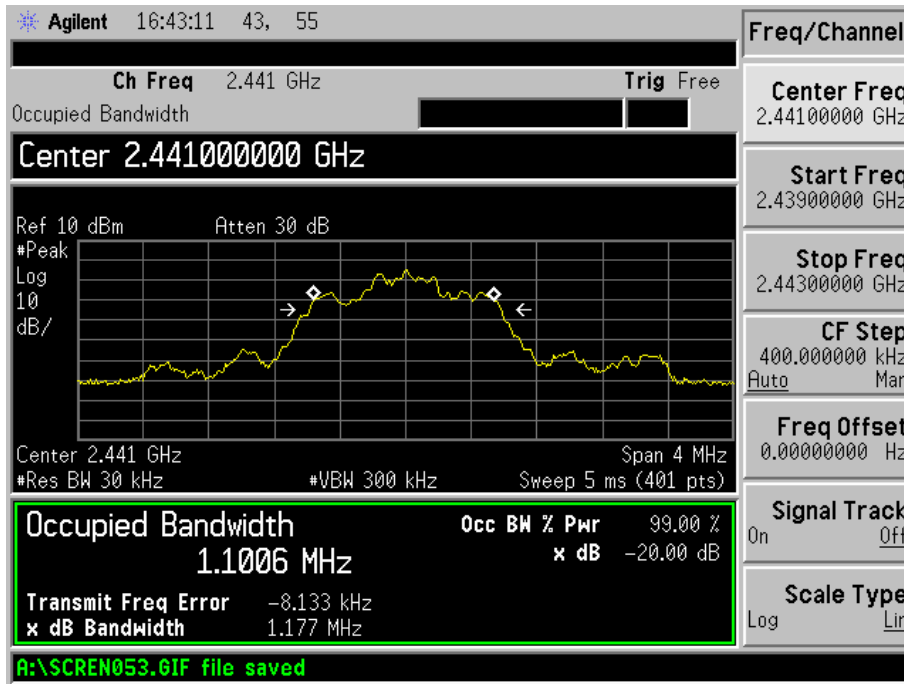 Agilent 16:43:11 43, 55
Freq/Channel
Ch Freq 2.441 GHz Trig Free
Occupied Bandwidth
Center 2.441000000 GHz
Ref 10 dBm Atten 30 dB
#Peak
Log
10
dB/
Center 2.441 GHz Span 4 MHz
#Res BW 30 kHz #VBW 300 kHz Sweep 5 ms (401 pts)
Occupied Bandwidth
1.1006 MHz
Occ BW % Pwr 99.00 %
x dB -20.00 dB
Transmit Freq Error -8.133 kHz
x dB Bandwidth 1.177 MHz
A:\SCREN053.GIF file saved
Center Freq
2.44100000 GHz
Start Freq
2.43900000 GHz
Stop Freq
2.44300000 GHz
CF Step
400.000000 kHz
Auto Man
Freq Offset
0.00000000 Hz
Signal Track
On Off
Scale Type
Log Lin